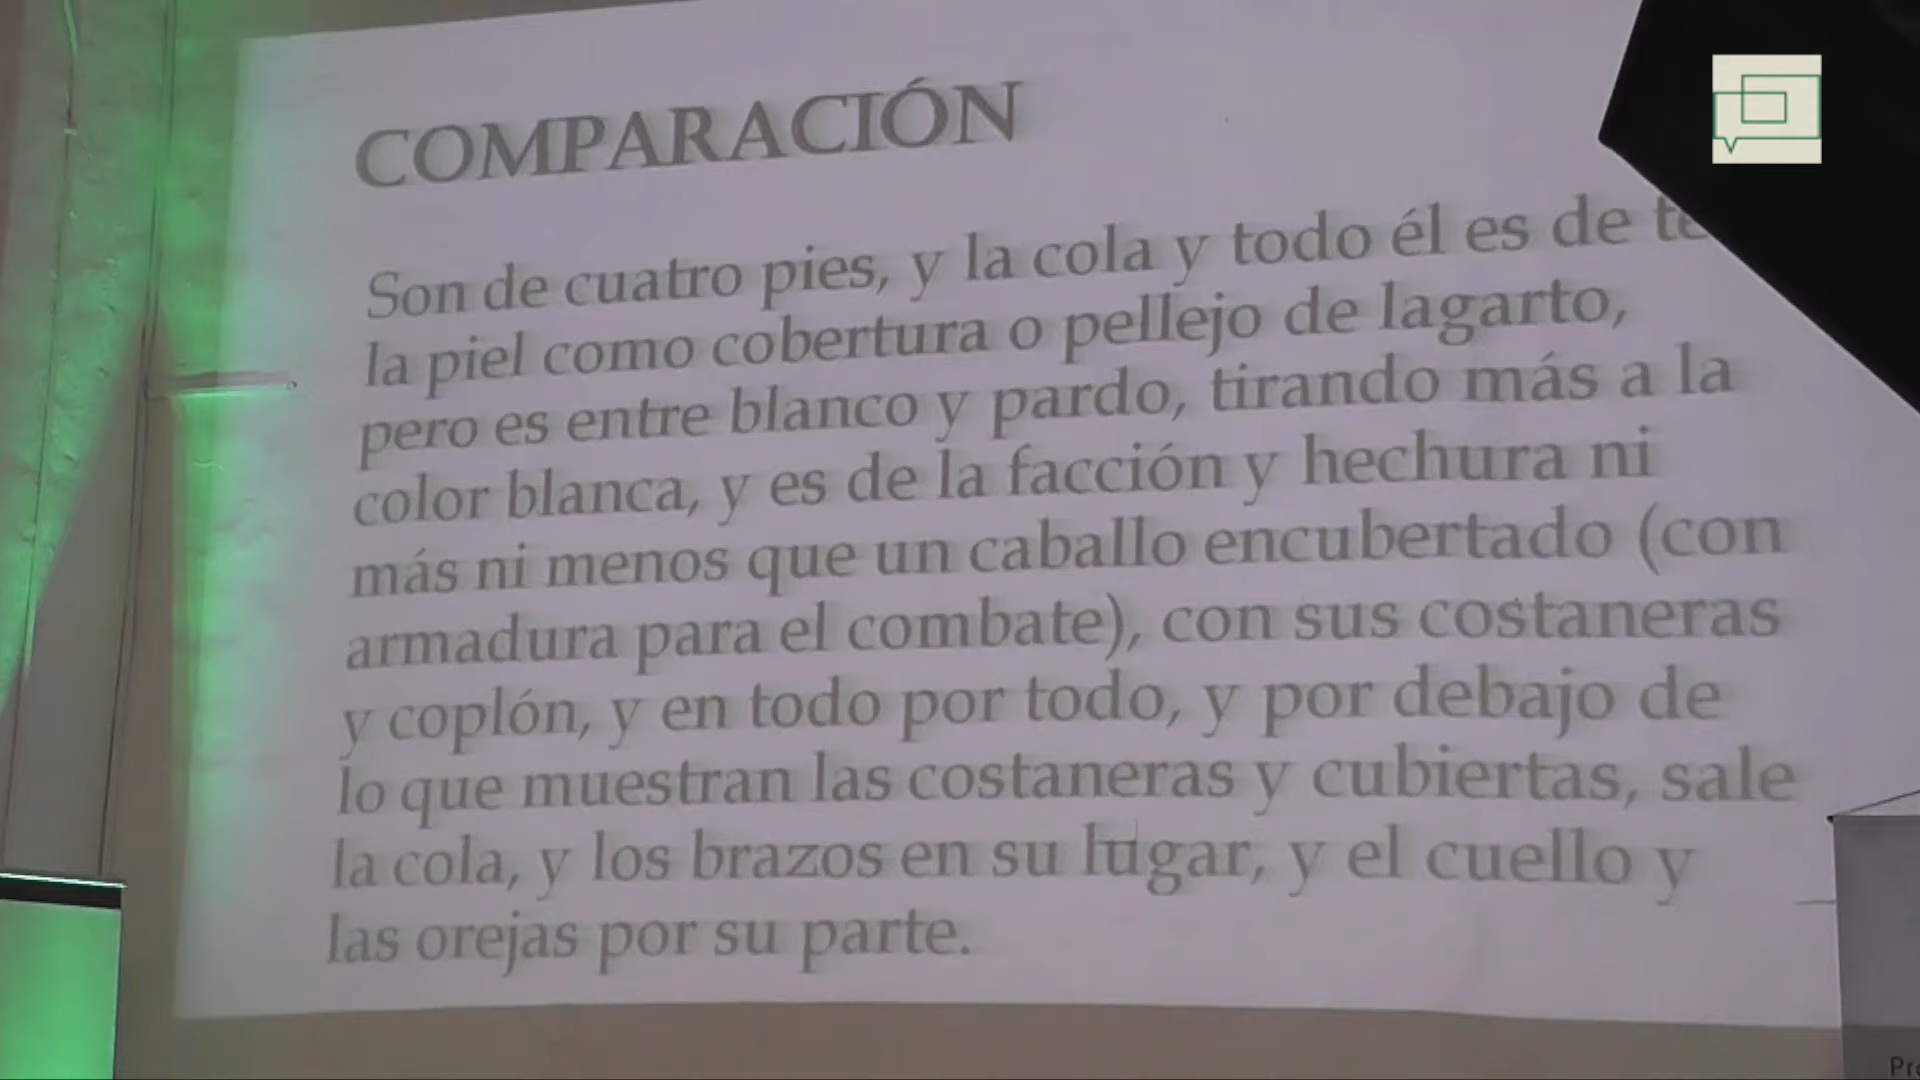 COMPARACIÓN
Son de cuatro pies, y la cola y todo él es de
la piel como cobertura o pellejo de lagarto,
pero es entre blanco y pardo, tirando más a la
color blanca, y es de la facción y hechura ni
más ni menos que un caballo encubertado (con
armadura para el combate), con sus costaneras
y coplón, y en todo por todo, y por debajo de
lo que muestran las costaneras y cubiertas, sale
la cola, y los brazos en su lugar, y el cuello y
las orejas por su parte.